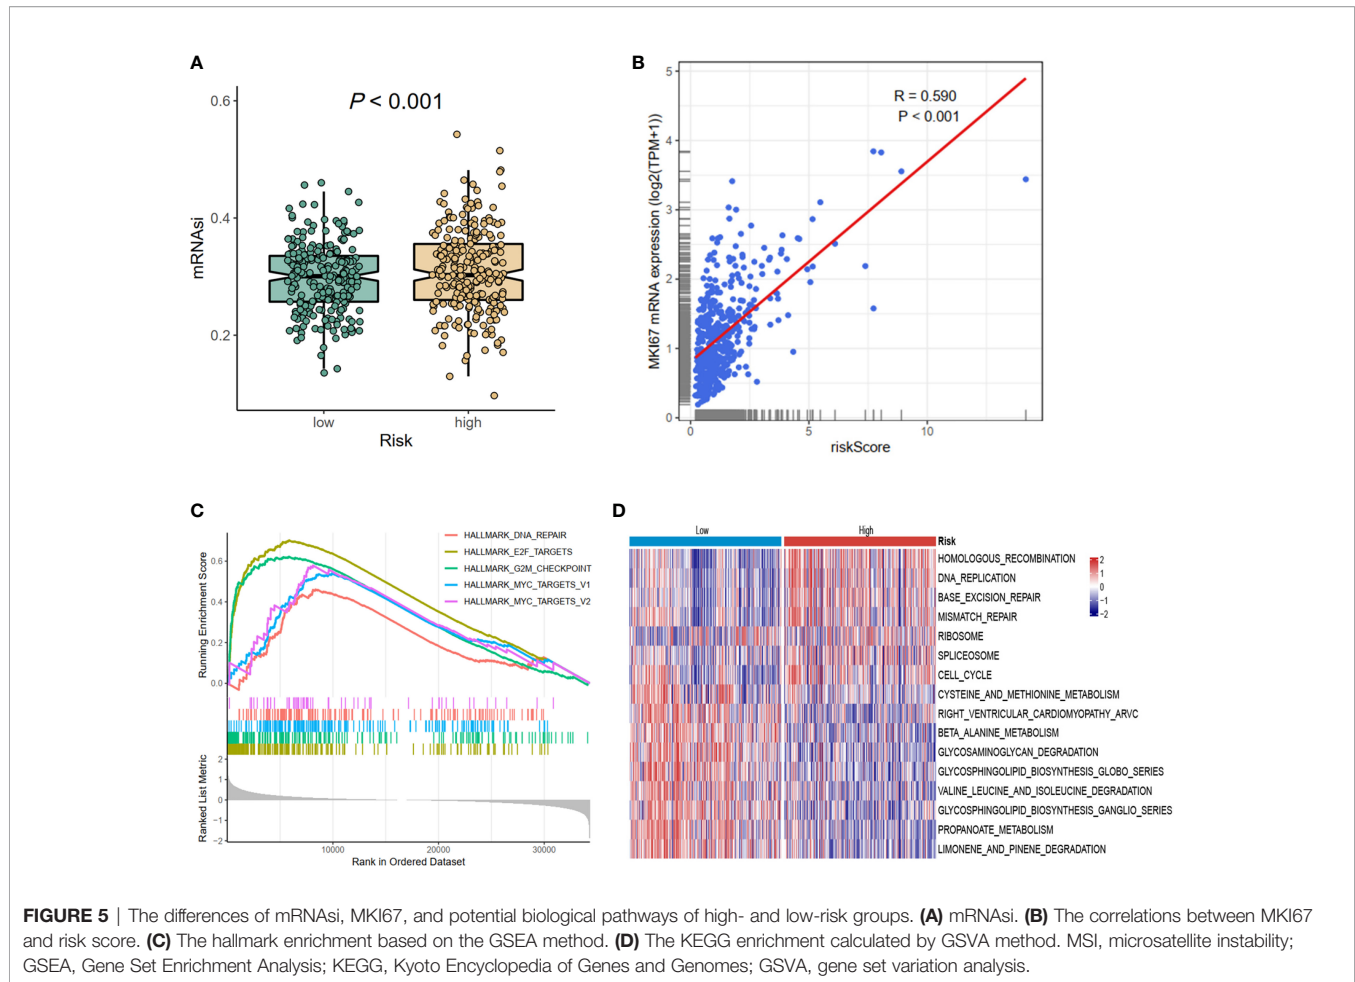 A
P < 0.001
0.6
0.4
0.2
mRNAsi
low
high
Risk
B
R = 0.590
P < 0.001
5
4
3
2
1
0
MKI67 mRNA expression (log2(TPM+1))
0
5
10
riskScore
C
HALLMARK_DNA_REPAIR
HALLMARK_E2F_TARGETS
HALLMARK_G2M_CHECKPOINT
HALLMARK_MYC_TARGETS_V1
HALLMARK_MYC_TARGETS_V2
0.6
0.4
0.2
0.0
Running Enrichment Score
2
1
0
−1
−2
Ranked List Metric
10000
20000
30000
Rank in Ordered Dataset
D
Low
High
Risk
HOMOLOGOUS_RECOMBINATION
DNA_REPLICATION
BASE_EXCISION_REPAIR
MISMATCH_REPAIR
RIBOSOME
SPLICEOSOME
CELL_CYCLE
CYSTEINE_AND_METHIONINE_METABOLISM
RIGHT_VENTRICULAR_CARDIOMYOPATHY_ARVC
BETA_ALANINE_METABOLISM
GLYCOSAMINOGLYCAN_DEGRADATION
GLYCOSPHINGOLIPID_BIOSYNTHESIS_GLOBO_SERIES
VALINE_LEUCINE_AND_ISOLEUCINE_DEGRADATION
GLYCOSPHINGOLIPID_BIOSYNTHESIS_GANGLIO_SERIES
PROPANOATE_METABOLISM
LIMONENE_AND_PINENE_DEGRADATION
2
1
0
−1
−2
FIGURE 5 | The differences of mRNAsi, MKI67, and potential biological pathways of high- and low-risk groups. (A) mRNAsi. (B) The correlations between MKI67
and risk score. (C) The hallmark enrichment based on the GSEA method. (D) The KEGG enrichment calculated by GSVA method. MSI, microsatellite instability;
GSEA, Gene Set Enrichment Analysis; KEGG, Kyoto Encyclopedia of Genes and Genomes; GSVA, gene set variation analysis.